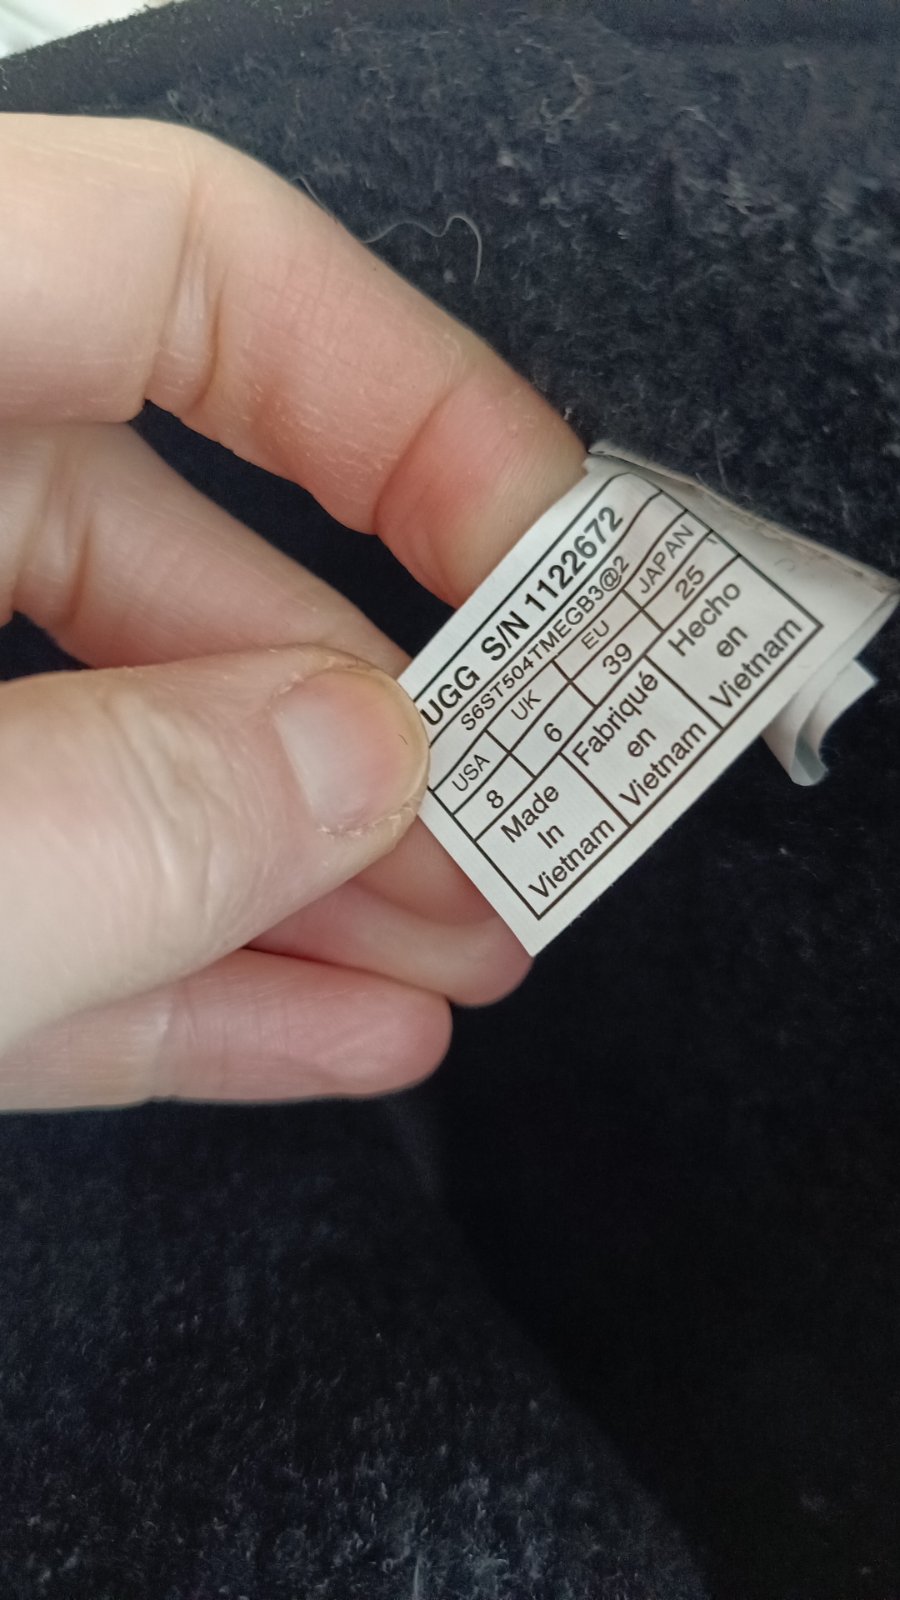 UGG S/N 1122672
S6ST504TMEGB3@2
USA UK EU JAPAN
8 6 39 25
Made Fabriqué Hecho
In en en
Vietnam Vietnam Vietnam